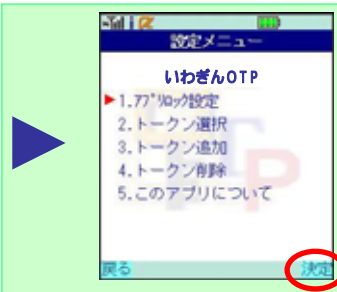 設定メニュー
いわぎんOTP
1.アプリロック設定
2.トークン選択
3.トークン追加
4.トークン削除
5.このアプリについて
戻る
決定